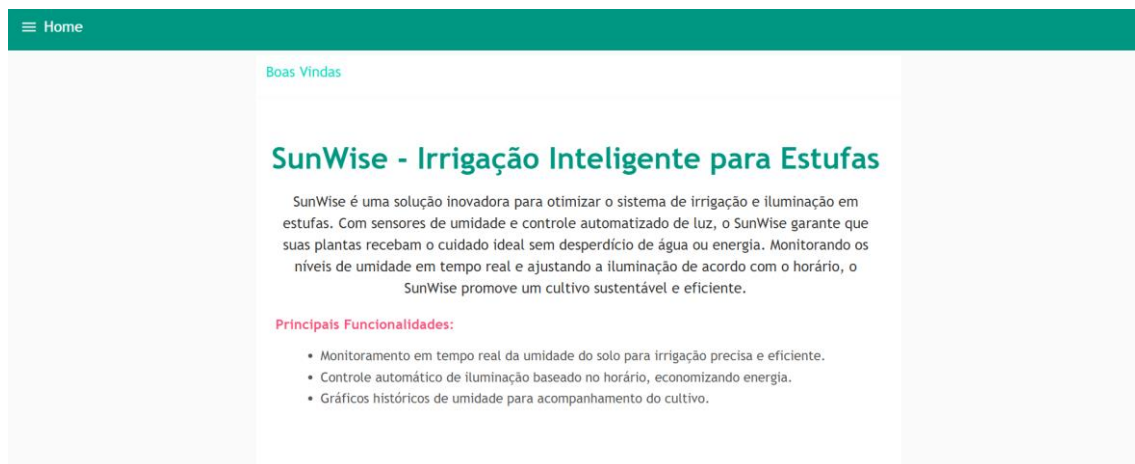 Home
Boas Vindas
SunWise - Irrigação Inteligente para Estufas
SunWise é uma solução inovadora para otimizar o sistema de irrigação e iluminação em
estufas. Com sensores de umidade e controle automatizado de luz, o SunWise garante que
suas plantas recebam o cuidado ideal sem desperdício de água ou energia. Monitorando os
níveis de umidade em tempo real e ajustando a iluminação de acordo com o horário, o
SunWise promove um cultivo sustentável e eficiente.
Principais Funcionalidades:
• Monitoramento em tempo real da umidade do solo para irrigação precisa e eficiente.
• Controle automático de iluminação baseado no horário, economizando energia.
• Gráficos históricos de umidade para acompanhamento do cultivo.